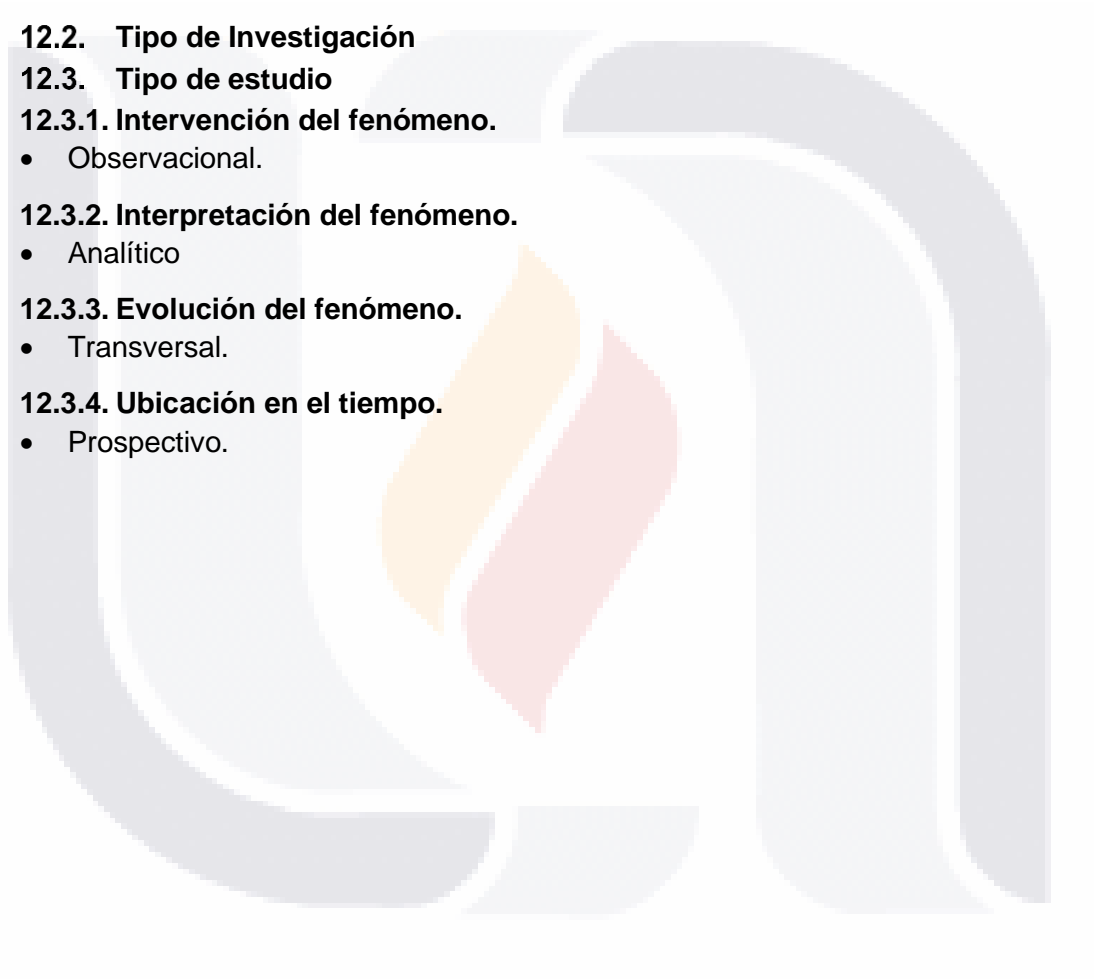 12.2. Tipo de Investigación
12.3. Tipo de estudio
12.3.1. Intervención del fenómeno.
• Observacional.
12.3.2. Interpretación del fenómeno.
• Analítico
12.3.3. Evolución del fenómeno.
• Transversal.
12.3.4. Ubicación en el tiempo.
• Prospectivo.